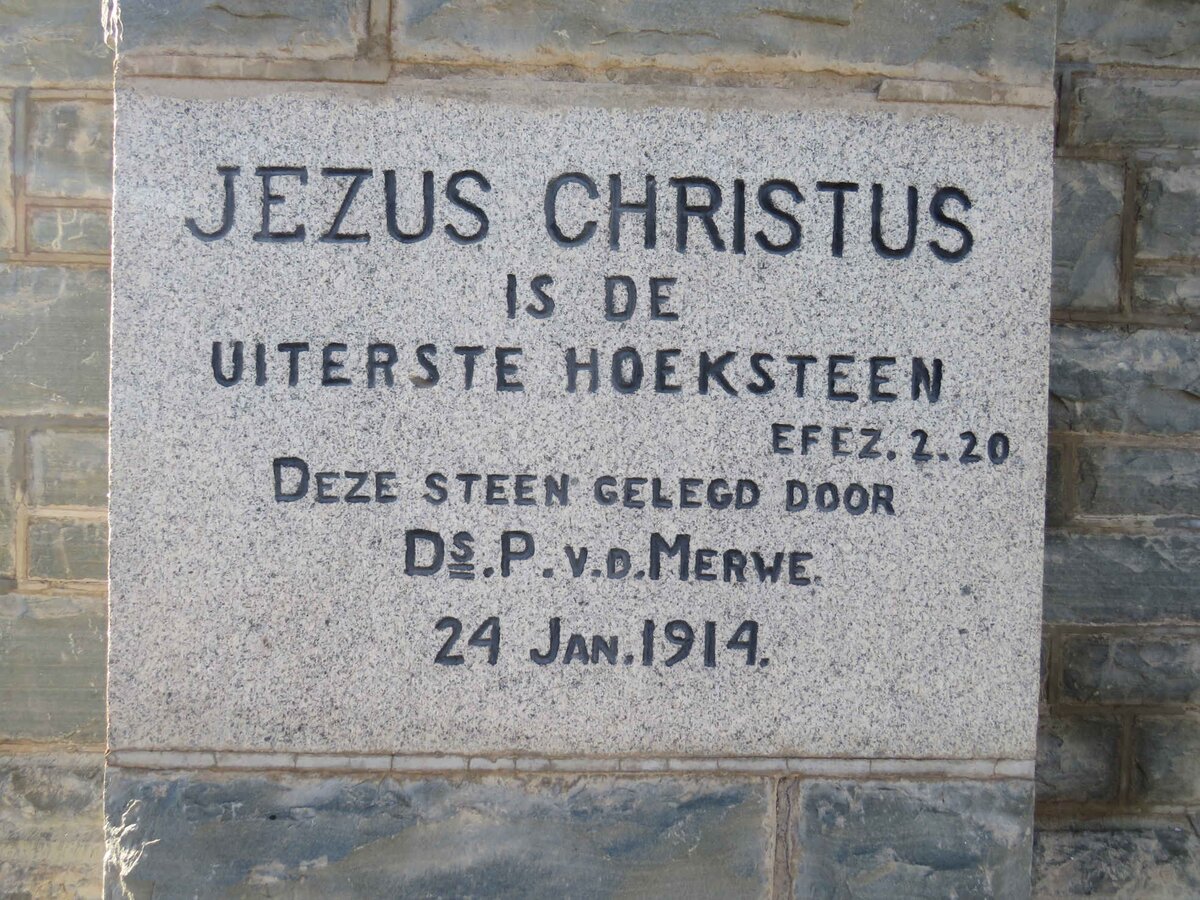 JEZUS CHRISTUS
IS DE
UITERSTE HOEKSTEEN
EFEZ. 2.20
DEZE STEEN GELEGD DOOR
DS. P. V.D. MERWE.
24 JAN. 1914.